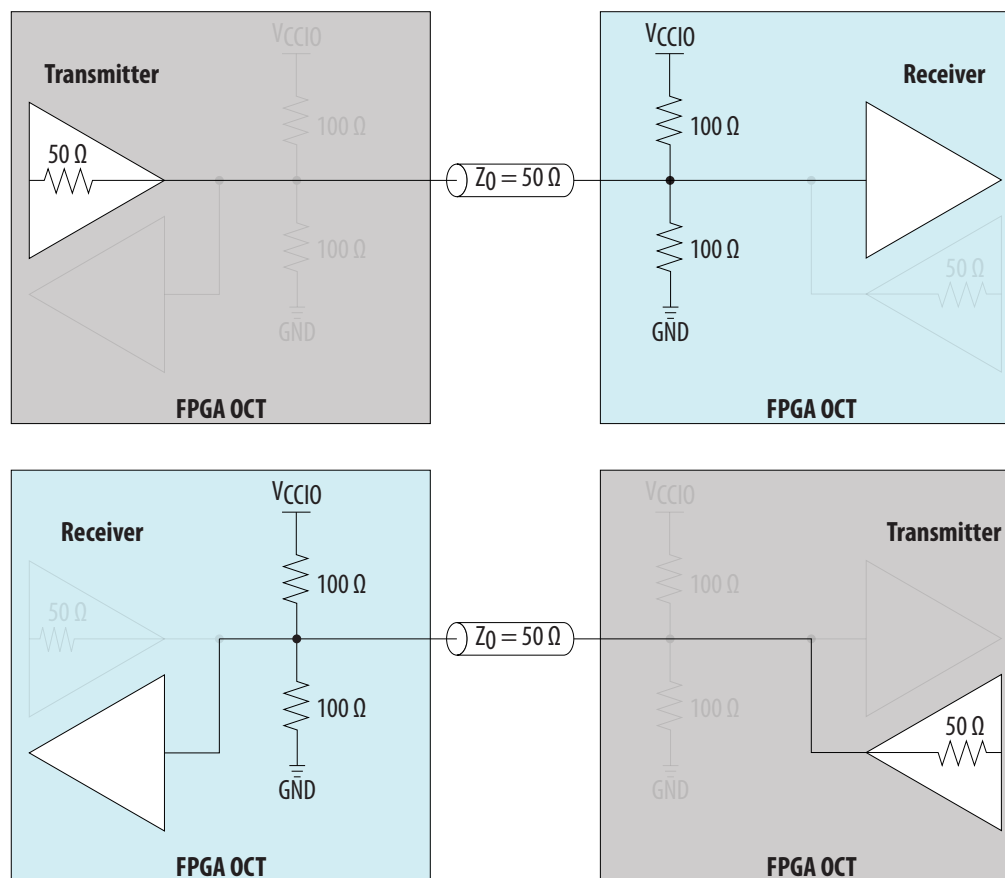 VCCIO
Transmitter
50 Ω
100 Ω
100 Ω
GND
FPGA OCT
Z0 = 50 Ω
VCCIO
Receiver
100 Ω
100 Ω
50 Ω
GND
FPGA OCT
VCCIO
Receiver
50 Ω
100 Ω
100 Ω
GND
FPGA OCT
Z0 = 50 Ω
VCCIO
Transmitter
100 Ω
100 Ω
50 Ω
GND
FPGA OCT